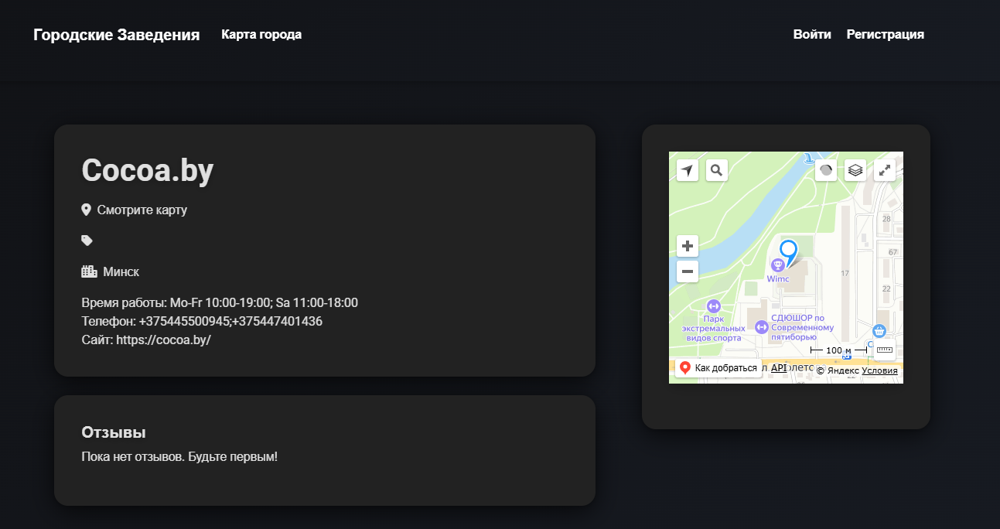 Городские Заведения
Карта города
Войти
Регистрация
Cocoa.by
Смотрите карту
Минск
Время работы: Mo-Fr 10:00-19:00; Sa 11:00-18:00
Телефон: +375445500945;+375447401436
Сайт: https://cocoa.by/
Отзывы
Пока нет отзывов. Будьте первым!
28
67
17
22
Wimc
Парк
экстремальных
видов спорта
СДЮШОР по
Современному
пятиборью
100 м
Как добраться
API
© Яндекс Условия